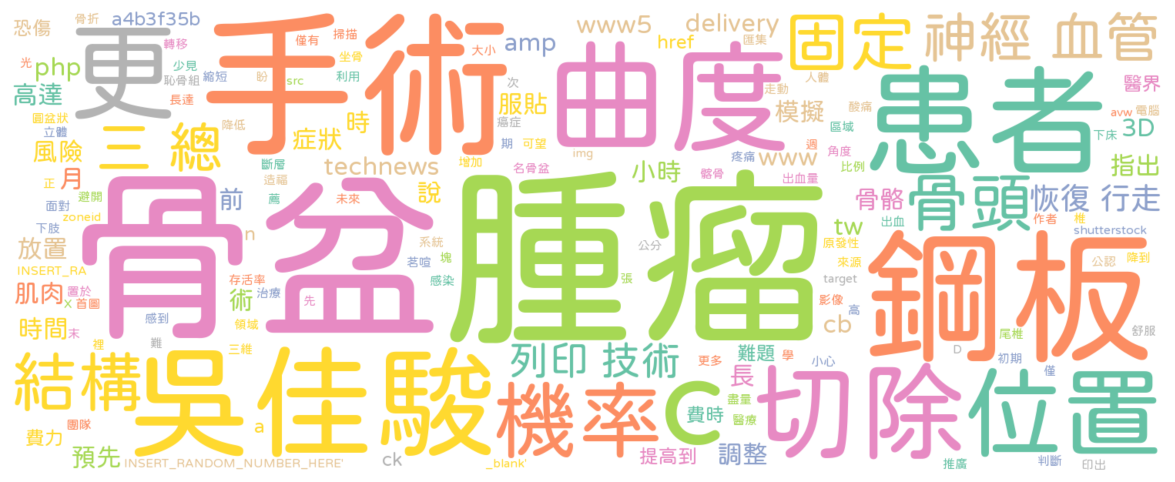 恐傷 骨折 a4b3f35b 更 手術 掃描 僅有 大小 amp www5 delivery href 匯集 固定 神經 血管
轉移 光 php 少見 坐骨 src 曲度 人體 醫界
高達 恥骨組 縮短 盼 利用 次 服貼 走動 模擬 酸痛 患者 avw 電腦
圓盆狀 長達 癌症 區域 3D
立體 三總 降低 症狀 時 期 可望 img www 疼痛 週 角度 下床
風險 斷層 technews 增加 名骨盆 小時 髂骨 比例 指出
正 月 避開 造福 出血量 骨骼 骨頭 恢復 行走
面對 前 薦 未來 說 作者 椎
zoneid 骨盆 腫瘤 tw 出血 shutterstock
下肢 n 系統 公分 原發性
放置 茗喧 塊 來源 公認 降到
INSERT_RA 存活率 感染 張 target 鋼板
肌肉 置於 x 首圖 術 治療 先 影像 高
時間 末 感到 領域 cb 尾椎 舒服
裡 難 三維 列印 技術 難題 學 小心 D 初期
結構 吳佳駿 更多 長 僅
機率 C 盡量 切除 位置
費力 團隊 a 費時 醫療
預先 INSERT_RANDOM_NUMBER_HERE' ck _blank' 提高到 調整 推廣 判斷 印出